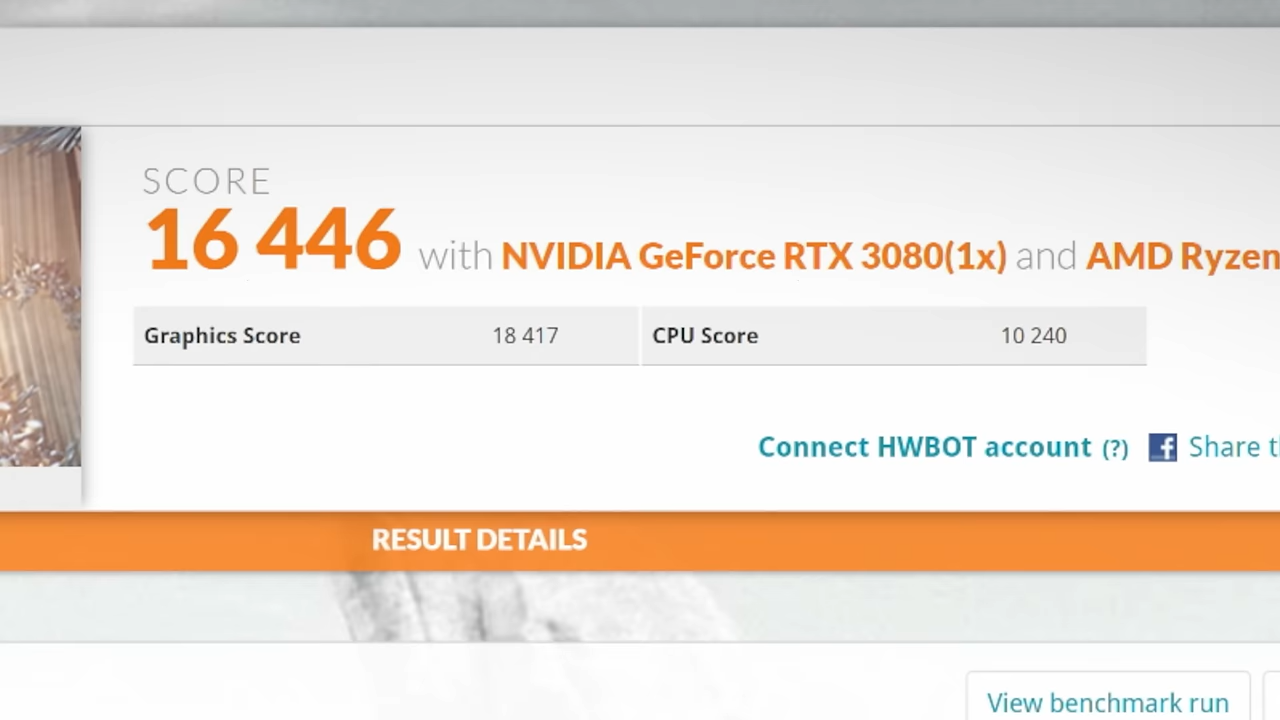 SCORE
16 446 with NVIDIA GeForce RTX 3080(1x) and AMD Ryzen
Graphics Score 18 417 CPU Score 10 240
Connect HWBOT account (?) Share
RESULT DETAILS
View benchmark run